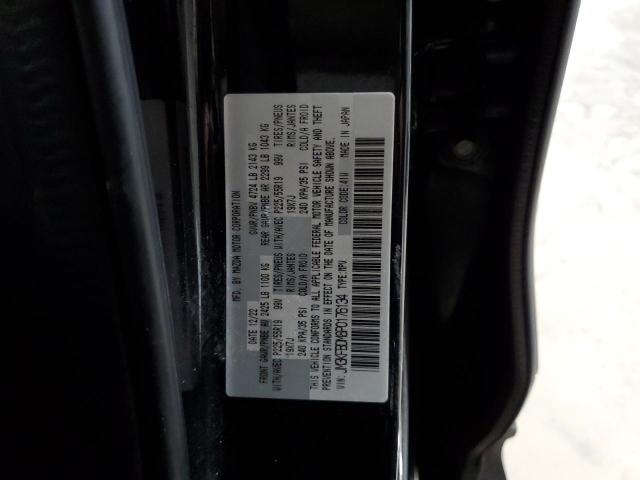 MFD. BY MAZDA MOTOR CORPORATION
DATE 12/22 GVWR/PNBV 4724 LB 2143 KG
FRONT GAWR/PNBE AV 2425 LB 1100 KG REAR GAWR/PNBE AR 2299 LB 1043 KG
WITH/AVEC P225/55R19 99V TIRES/PNEUS WITH/AVEC P225/55R19 99V TIRES/PNEUS
19X7J RIMS/JANTES 19X7J RIMS/JANTES
240 KPA/35 PSI COLD/A FROID 240 KPA/35 PSI COLD/A FROID
THIS VEHICLE CONFORMS TO ALL APPLICABLE FEDERAL MOTOR VEHICLE SAFETY AND THEFT
PREVENTION STANDARDS IN EFFECT ON THE DATE OF MANUFACTURE SHOWN ABOVE.
VIN: TYPE: MPV COLOR CODE: 41W MADE IN JAPAN